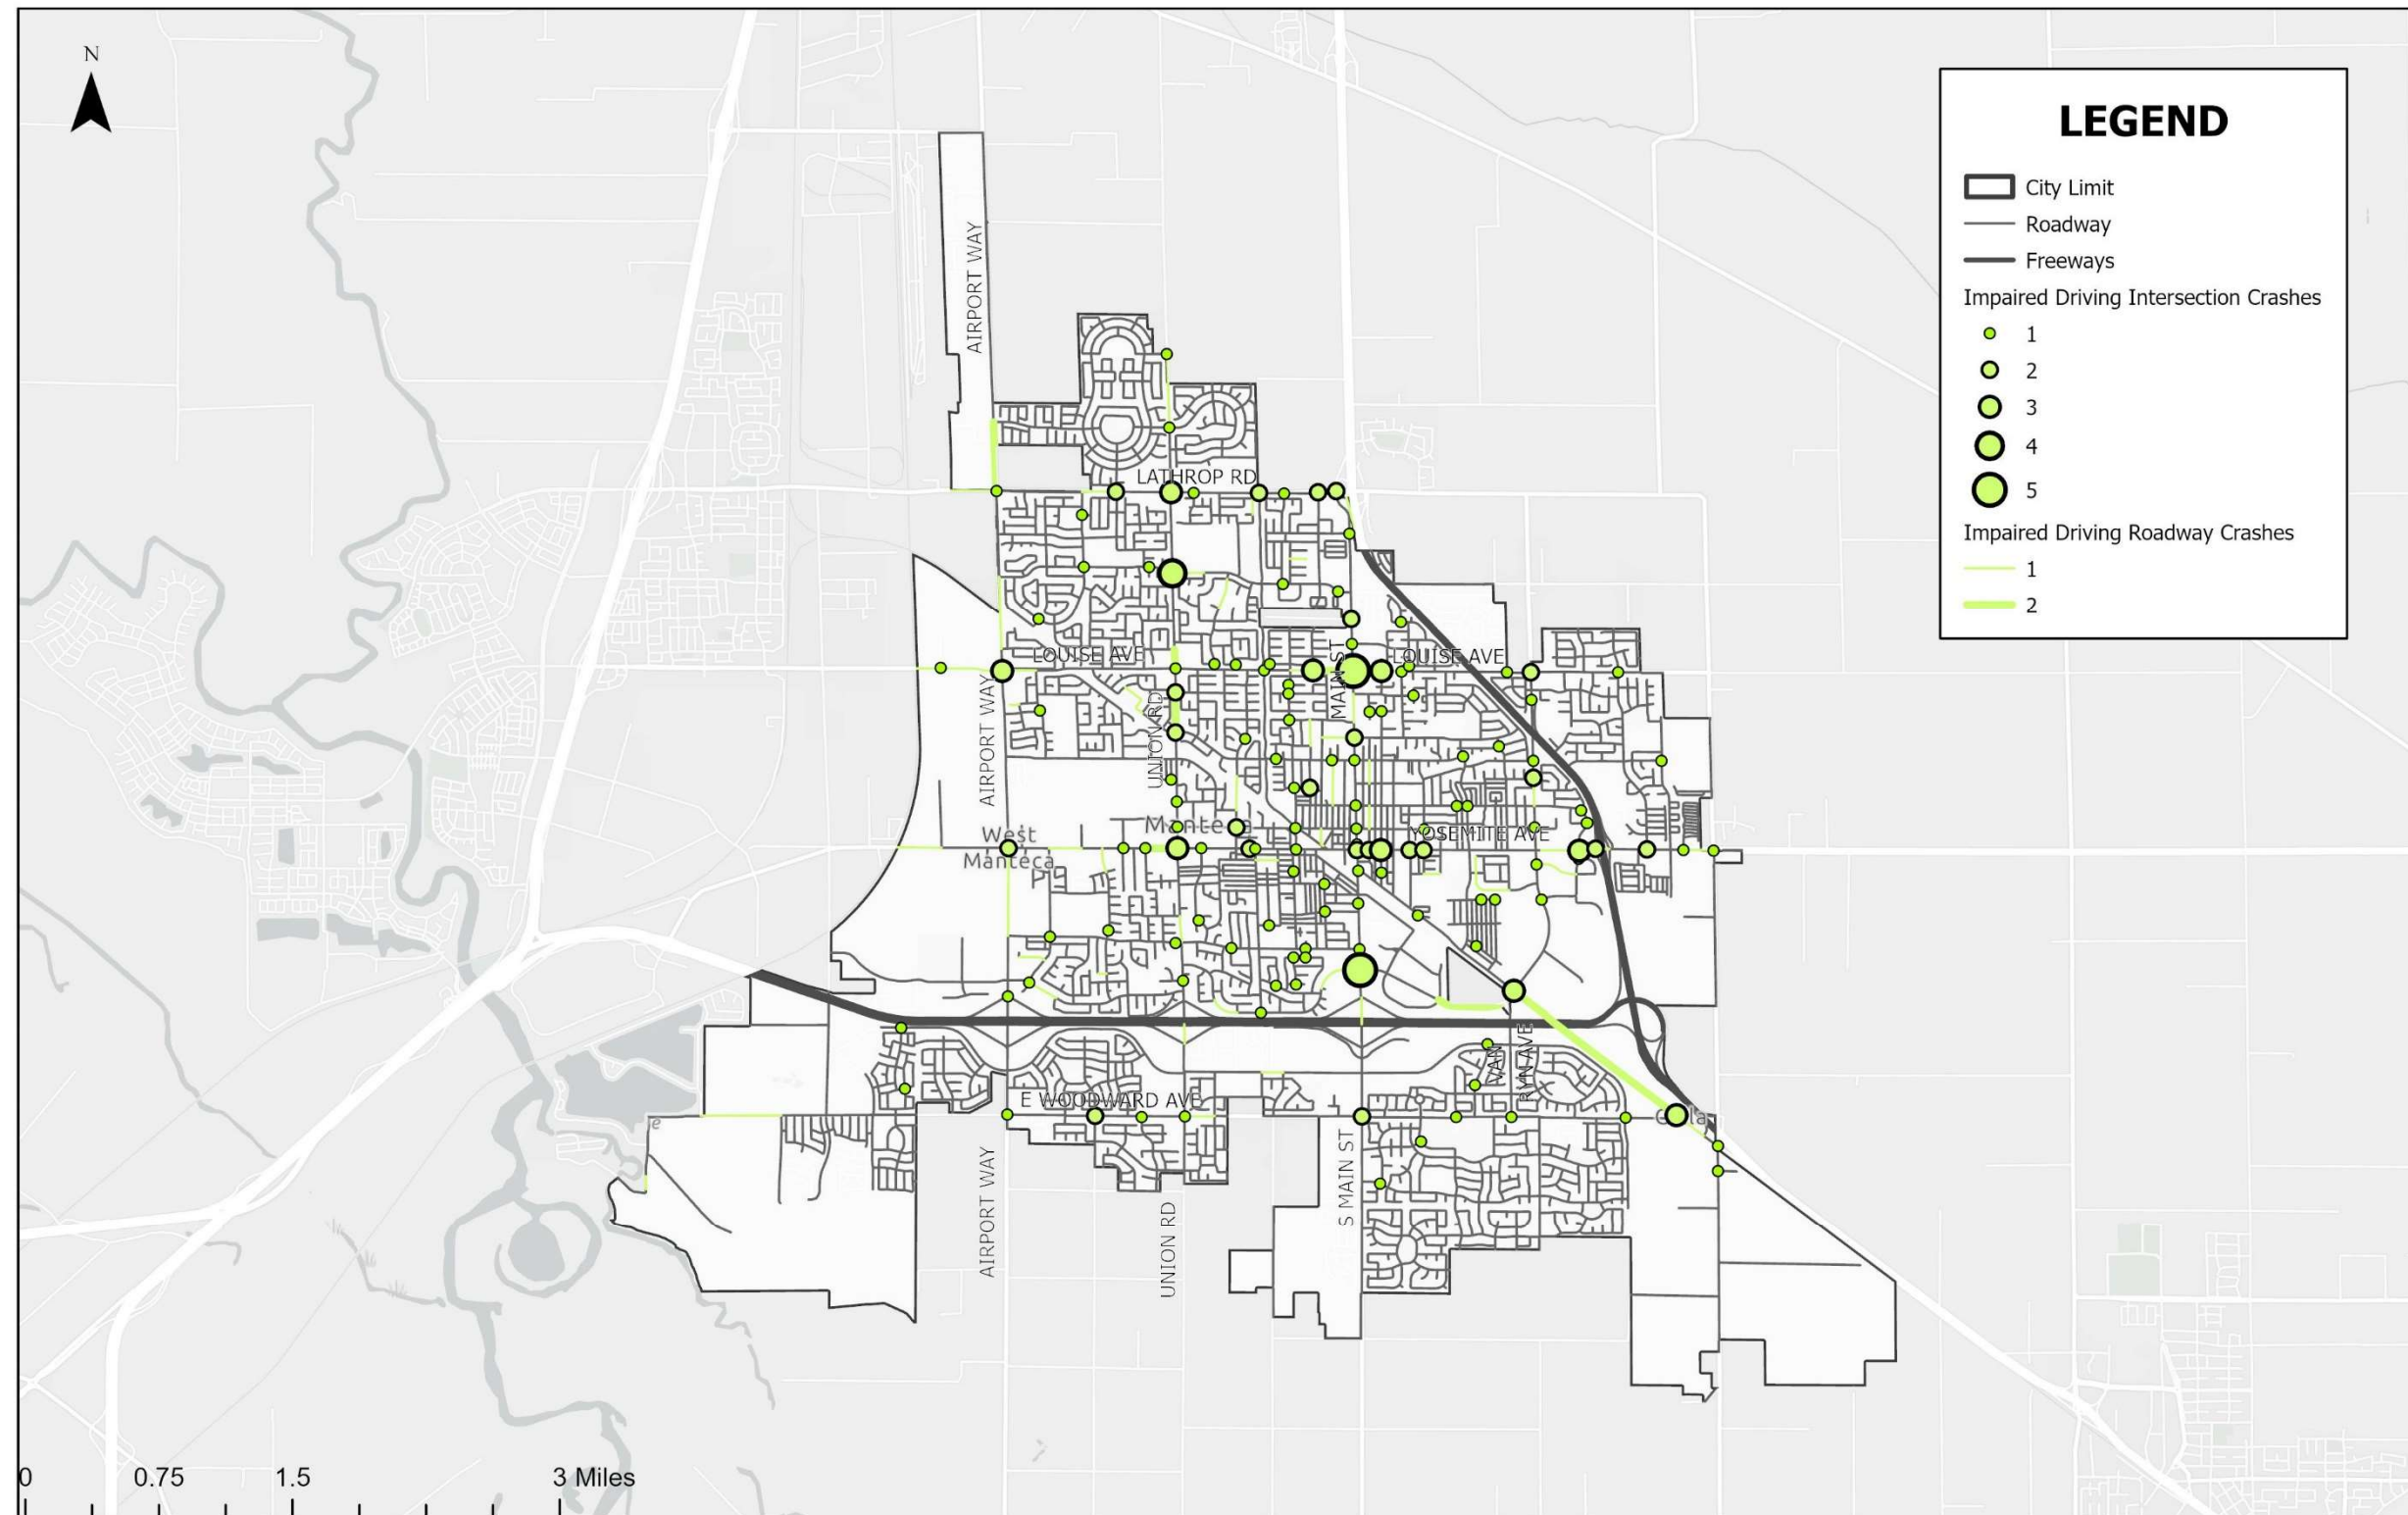 N
LEGEND
City Limit
Roadway
Freeways
Impaired Driving Intersection Crashes
1
2
3
4
5
Impaired Driving Roadway Crashes
1
2
AIRPORT WAY
LATHROP RD
LOUISE AVE
LOUISE AVE
MAIN ST
AIRPORT WAY
UNION RD
West
Manteca
Manteca
YOSEMITE AVE
VAN
RYN AVE
E WOODWARD AVE
AIRPORT WAY
UNION RD
S MAIN ST
0 0.75 1.5 3 Miles